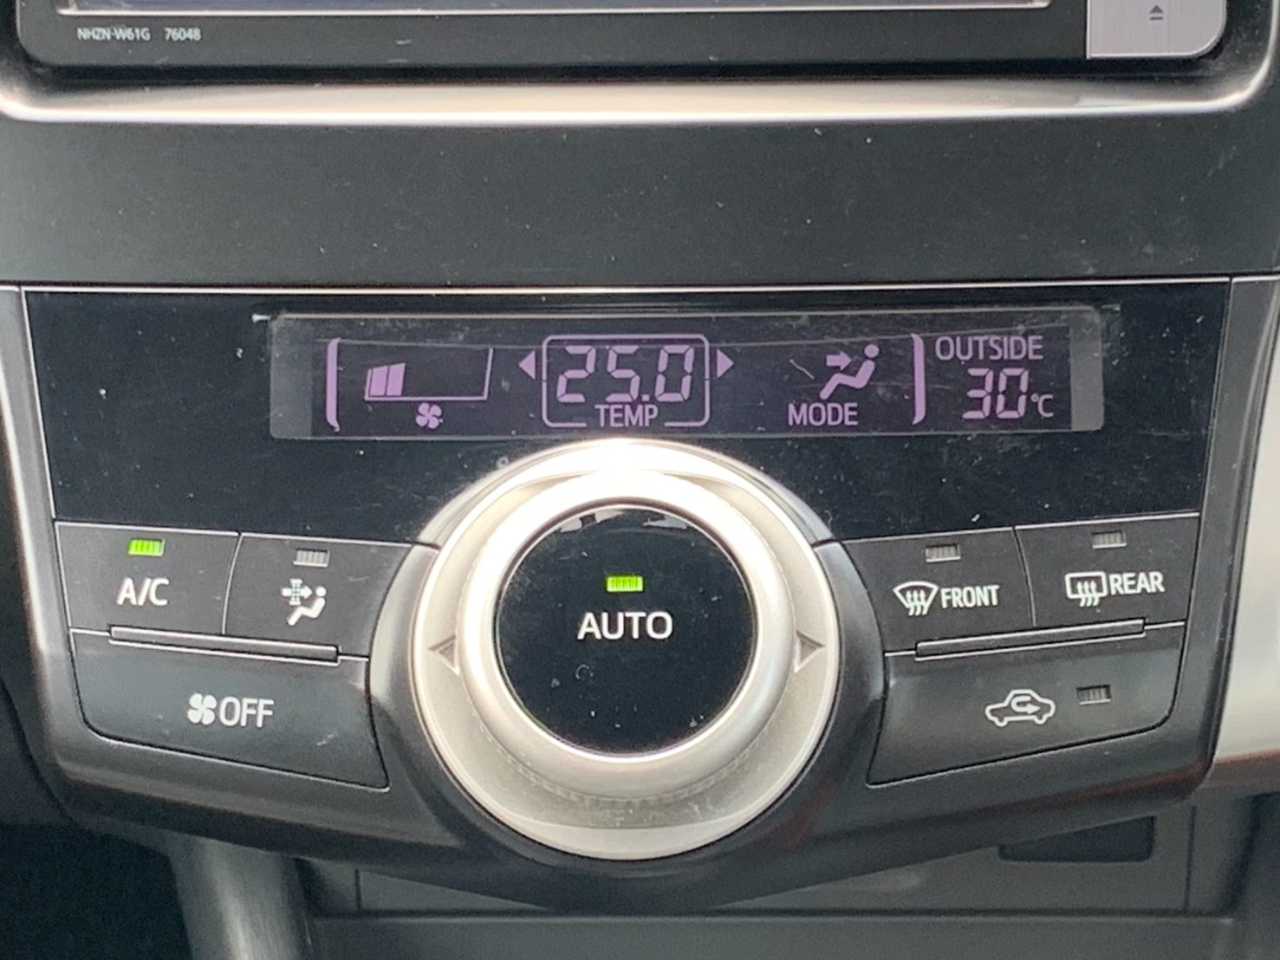 NHZN-W61G 76048
25.0
TEMP
MODE
OUTSIDE
30°C
A/C
AUTO
FRONT
REAR
OFF